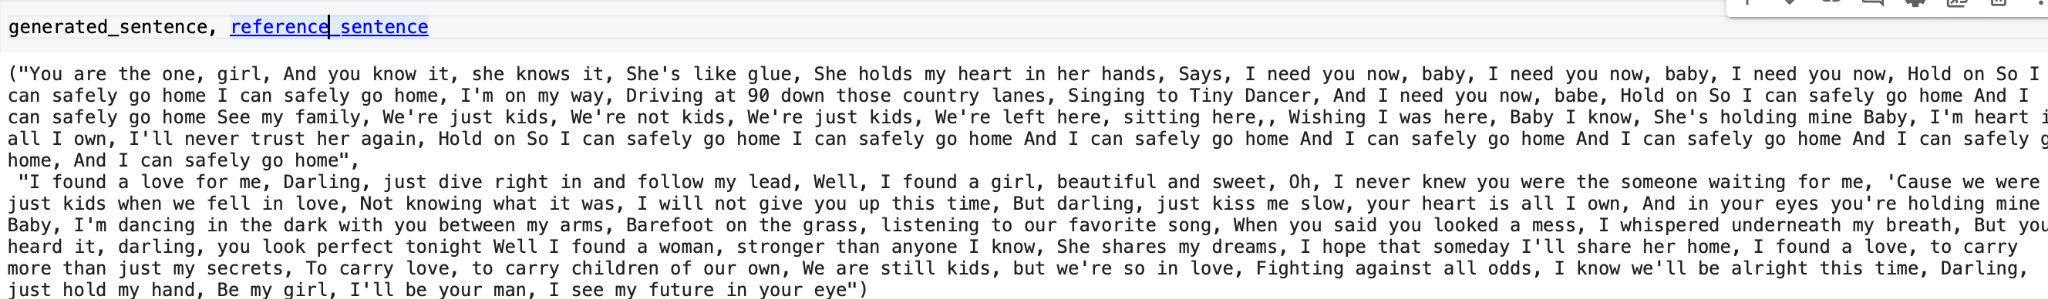 generated_sentence, reference_sentence
("You are the one, girl, And you know it, she knows it, She's like glue, She holds my heart in her hands, Says, I need you now, baby, I need you now, baby, I need you now, Hold on So I
can safely go home I can safely go home, I'm on my way, Driving at 90 down those country lanes, Singing to Tiny Dancer, And I need you now, babe, Hold on So I can safely go home And I
can safely go home See my family, We're just kids, We're not kids, We're just kids, We're left here, sitting here,, Wishing I was here, Baby I know, She's holding mine Baby, I'm heart i
all I own, I'll never trust her again, Hold on So I can safely go home I can safely go home And I can safely go home And I can safely go home And I can safely go home And I can safely g
home, And I can safely go home",
"I found a love for me, Darling, just dive right in and follow my lead, Well, I found a girl, beautiful and sweet, Oh, I never knew you were the someone waiting for me, 'Cause we were
just kids when we fell in love, Not knowing what it was, I will not give you up this time, But darling, just kiss me slow, your heart is all I own, And in your eyes you're holding mine
Baby, I'm dancing in the dark with you between my arms, Barefoot on the grass, listening to our favorite song, When you said you looked a mess, I whispered underneath my breath, But you
heard it, darling, you look perfect tonight Well I found a woman, stronger than anyone I know, She shares my dreams, I hope that someday I'll share her home, I found a love, to carry
more than just my secrets, To carry love, to carry children of our own, We are still kids, but we're so in love, Fighting against all odds, I know we'll be alright this time, Darling,
just hold my hand, Be my girl, I'll be your man, I see my future in your eye")